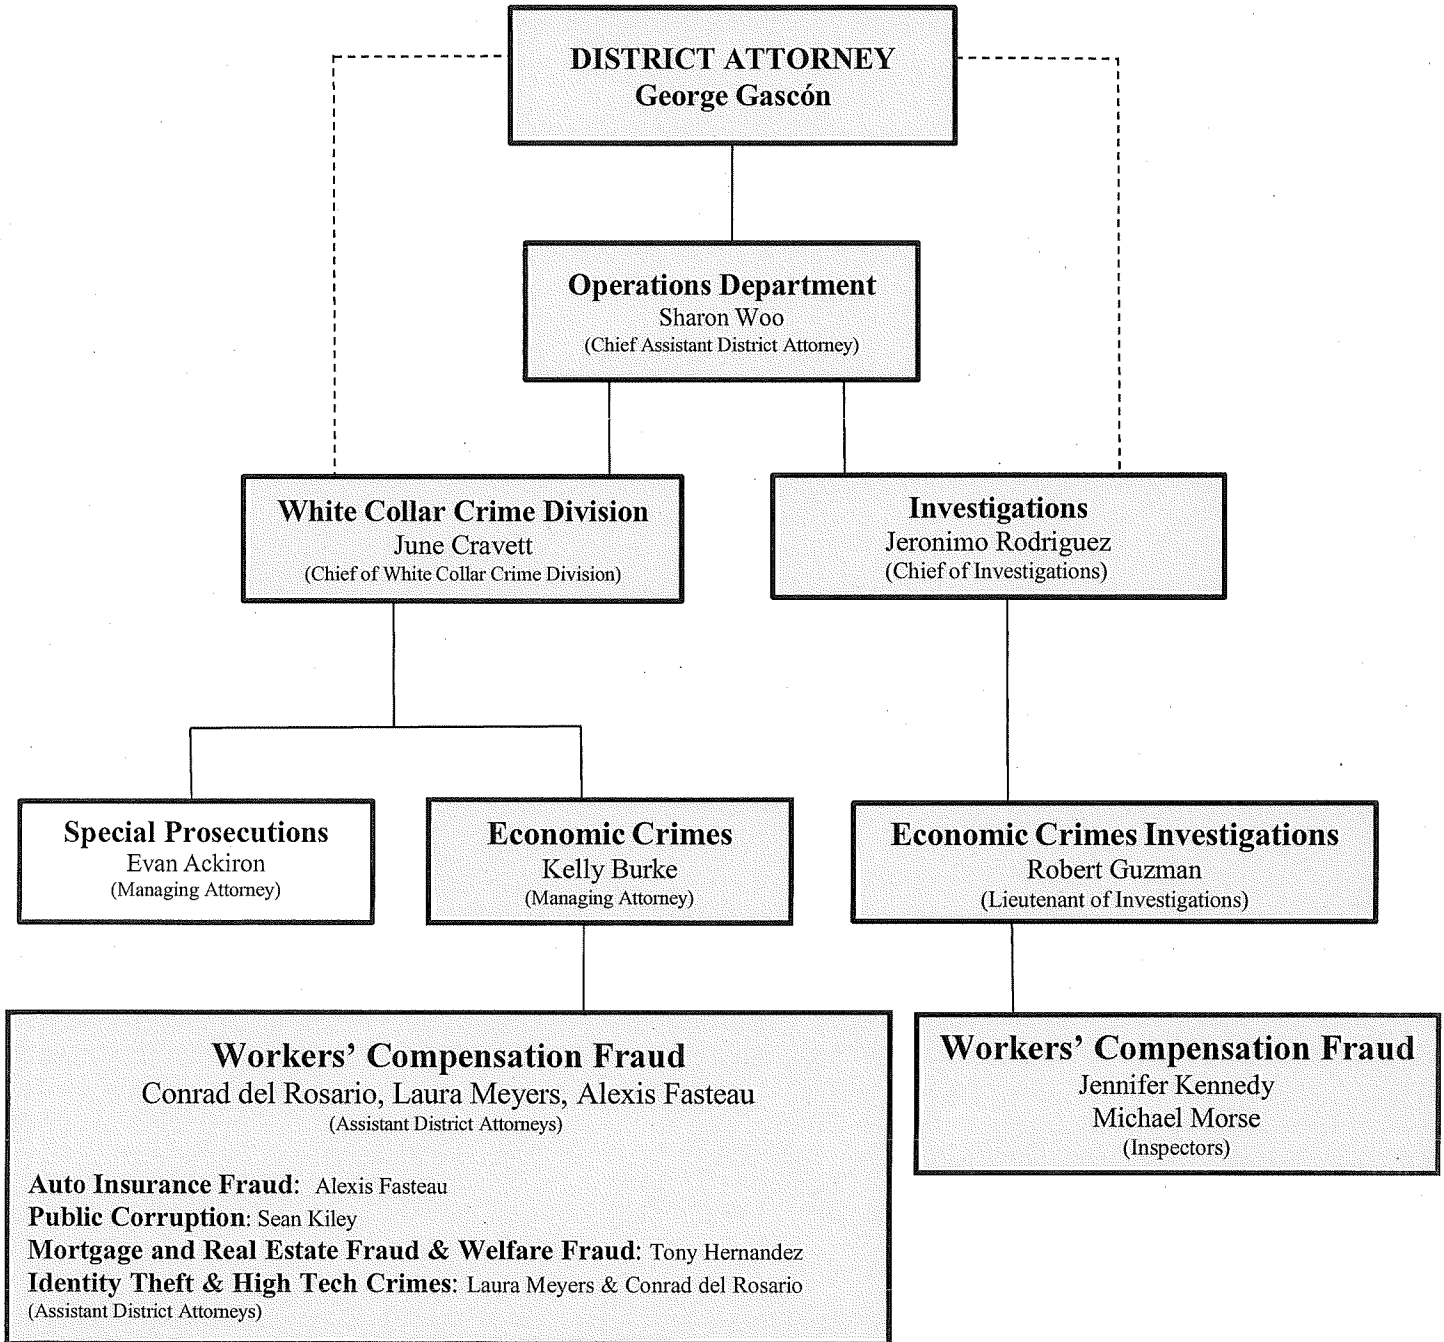 DISTRICT ATTORNEY
George Gascón
Operations Department
Sharon Woo
(Chief Assistant District Attorney)
White Collar Crime Division
June Cravett
(Chief of White Collar Crime Division)
Investigations
Jeronimo Rodriguez
(Chief of Investigations)
Special Prosecutions
Evan Ackiron
(Managing Attorney)
Economic Crimes
Kelly Burke
(Managing Attorney)
Economic Crimes Investigations
Robert Guzman
(Lieutenant of Investigations)
Workers’ Compensation Fraud
Conrad del Rosario, Laura Meyers, Alexis Fasteau
(Assistant District Attorneys)
Auto Insurance Fraud: Alexis Fasteau
Public Corruption: Sean Kiley
Mortgage and Real Estate Fraud & Welfare Fraud: Tony Hernandez
Identity Theft & High Tech Crimes: Laura Meyers & Conrad del Rosario
(Assistant District Attorneys)
Workers’ Compensation Fraud
Jennifer Kennedy
Michael Morse
(Inspectors)